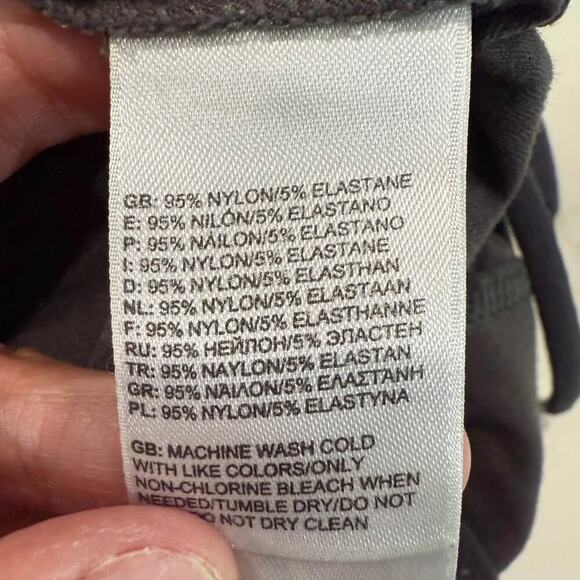 GB: 95% NYLON/5% ELASTANE
E: 95% NILÓN/5% ELASTANO
P: 95% NÁILON/5% ELASTANO
I: 95% NYLON/5% ELASTANE
D: 95% NYLON/5% ELASTHAN
NL: 95% NYLON/5% ELASTAAN
F: 95% NYLON/5% ELASTHANNE
RU: 95% НЕЙЛОН/5% ЭЛАСТЕН
TR: 95% NAYLON/5% ELASTAN
GR: 95% ΝΑΙΛΟΝ/5% ΕΛΑΣΤΑΝΗ
PL: 95% NYLON/5% ELASTYNA
GB: MACHINE WASH COLD
WITH LIKE COLORS/ONLY
NON-CHLORINE BLEACH WHEN
NEEDED/TUMBLE DRY/DO NOT
DO NOT DRY CLEAN